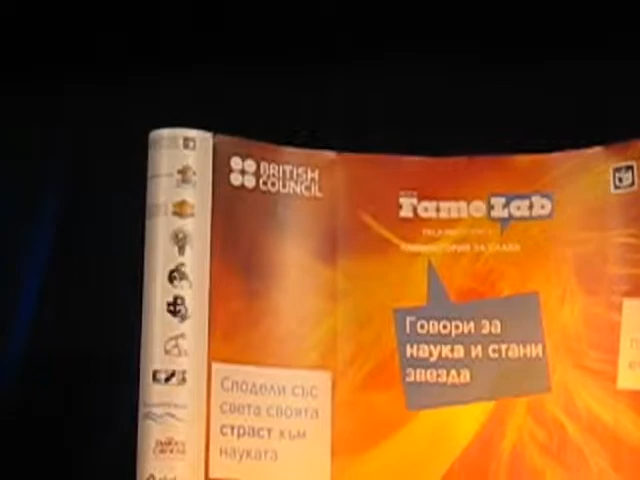 BRITISH
COUNCIL
FameLab
Говори за
наука и стани
звезда
Сподели със
света своята
страст към
науката